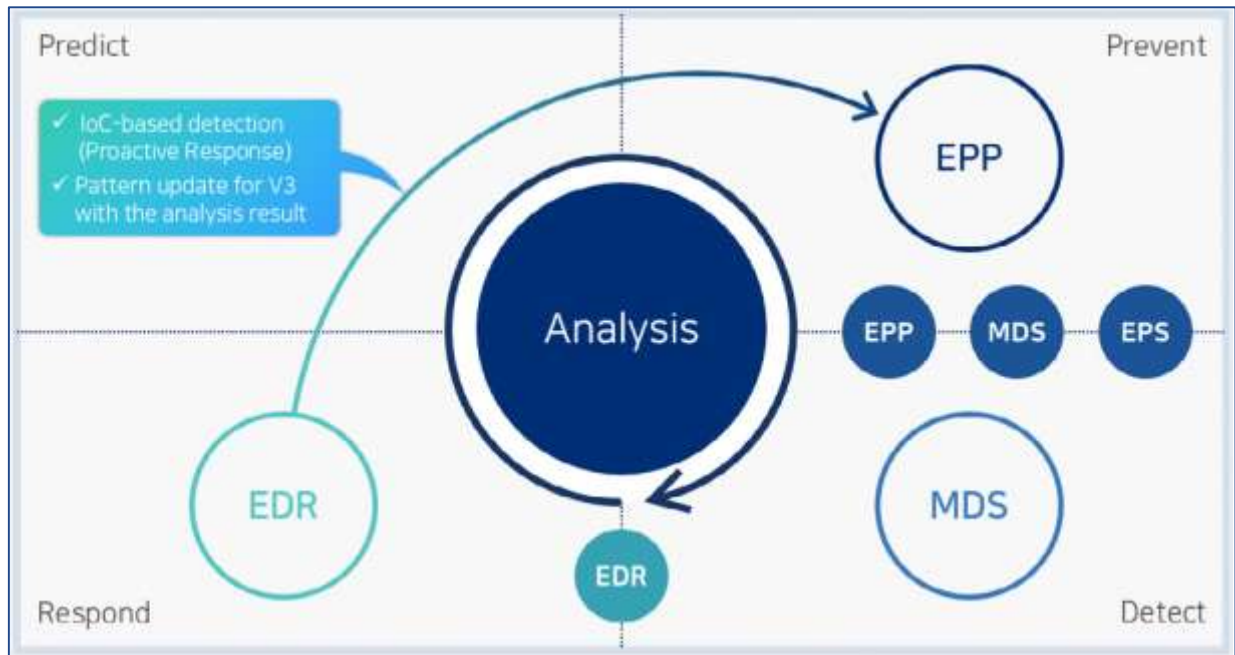 Predict
Prevent
✓ IoC-based detection
(Proactive Response)
✓ Pattern update for V3
with the analysis result
EPP
Analysis
EPP
MDS
EPS
EDR
MDS
EDR
Respond
Detect